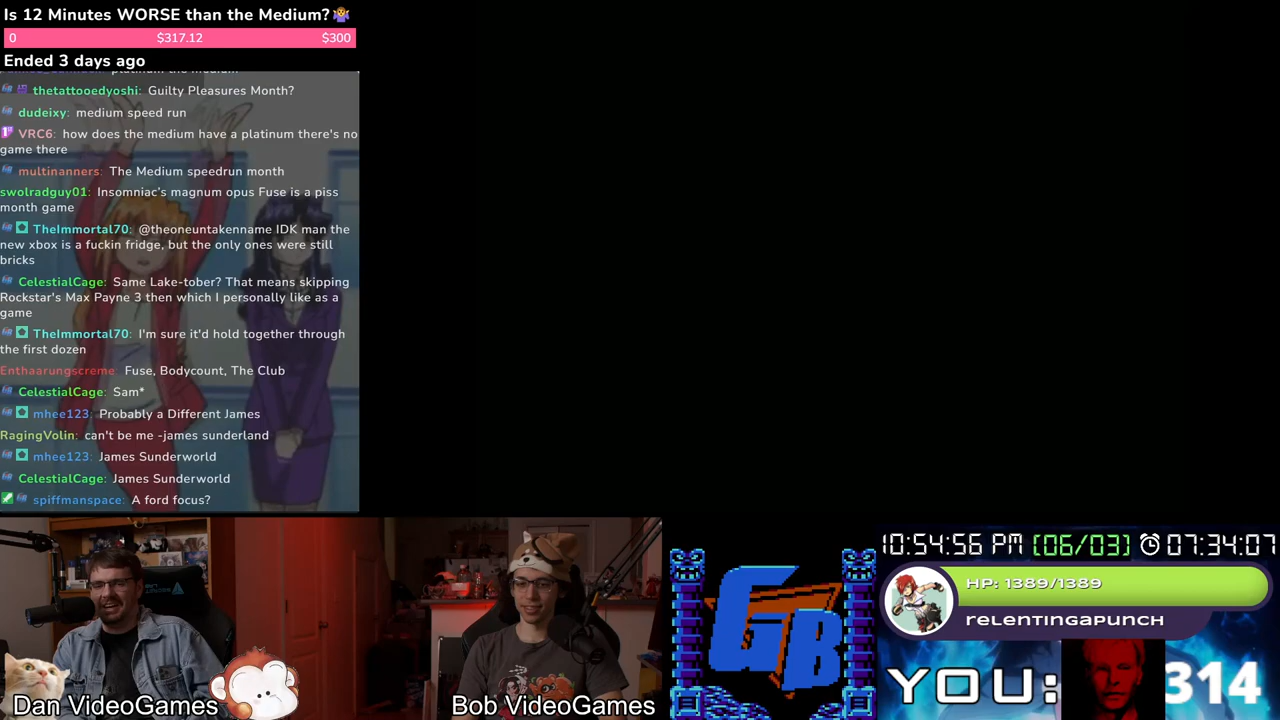 Is 12 Minutes WORSE than the Medium?🤷‍♀️
0 $317.12 $300
Ended 3 days ago
thetattooedyoshi: Guilty Pleasures Month?
dudeixy: medium speed run
VRC6: how does the medium have a platinum there's no
game there
multinanners: The Medium speedrun month
swolradguy01: Insomniac's magnum opus Fuse is a piss
month game
TheImmortal70: @theoneuntakenname IDK man the
new xbox is a fuckin fridge, but the only ones were still
bricks
CelestialCage: Same Lake-tober? That means skipping
Rockstar's Max Payne 3 then which I personally like as a
game
TheImmortal70: I'm sure it'd hold together through
the first dozen
Enthaarungscreme: Fuse, Bodycount, The Club
CelestialCage: Sam*
mhee123: Probably a Different James
RagingVolin: can't be me -james sunderland
mhee123: James Sunderworld
CelestialCage: James Sunderworld
spiffmanspace: A ford focus?
Dan VideoGames
Bob VideoGames
GB
10:54:56 PM [06/03] ⏰ 07:34:07
HP: 1389/1389
relentingapunch
YOU: 314